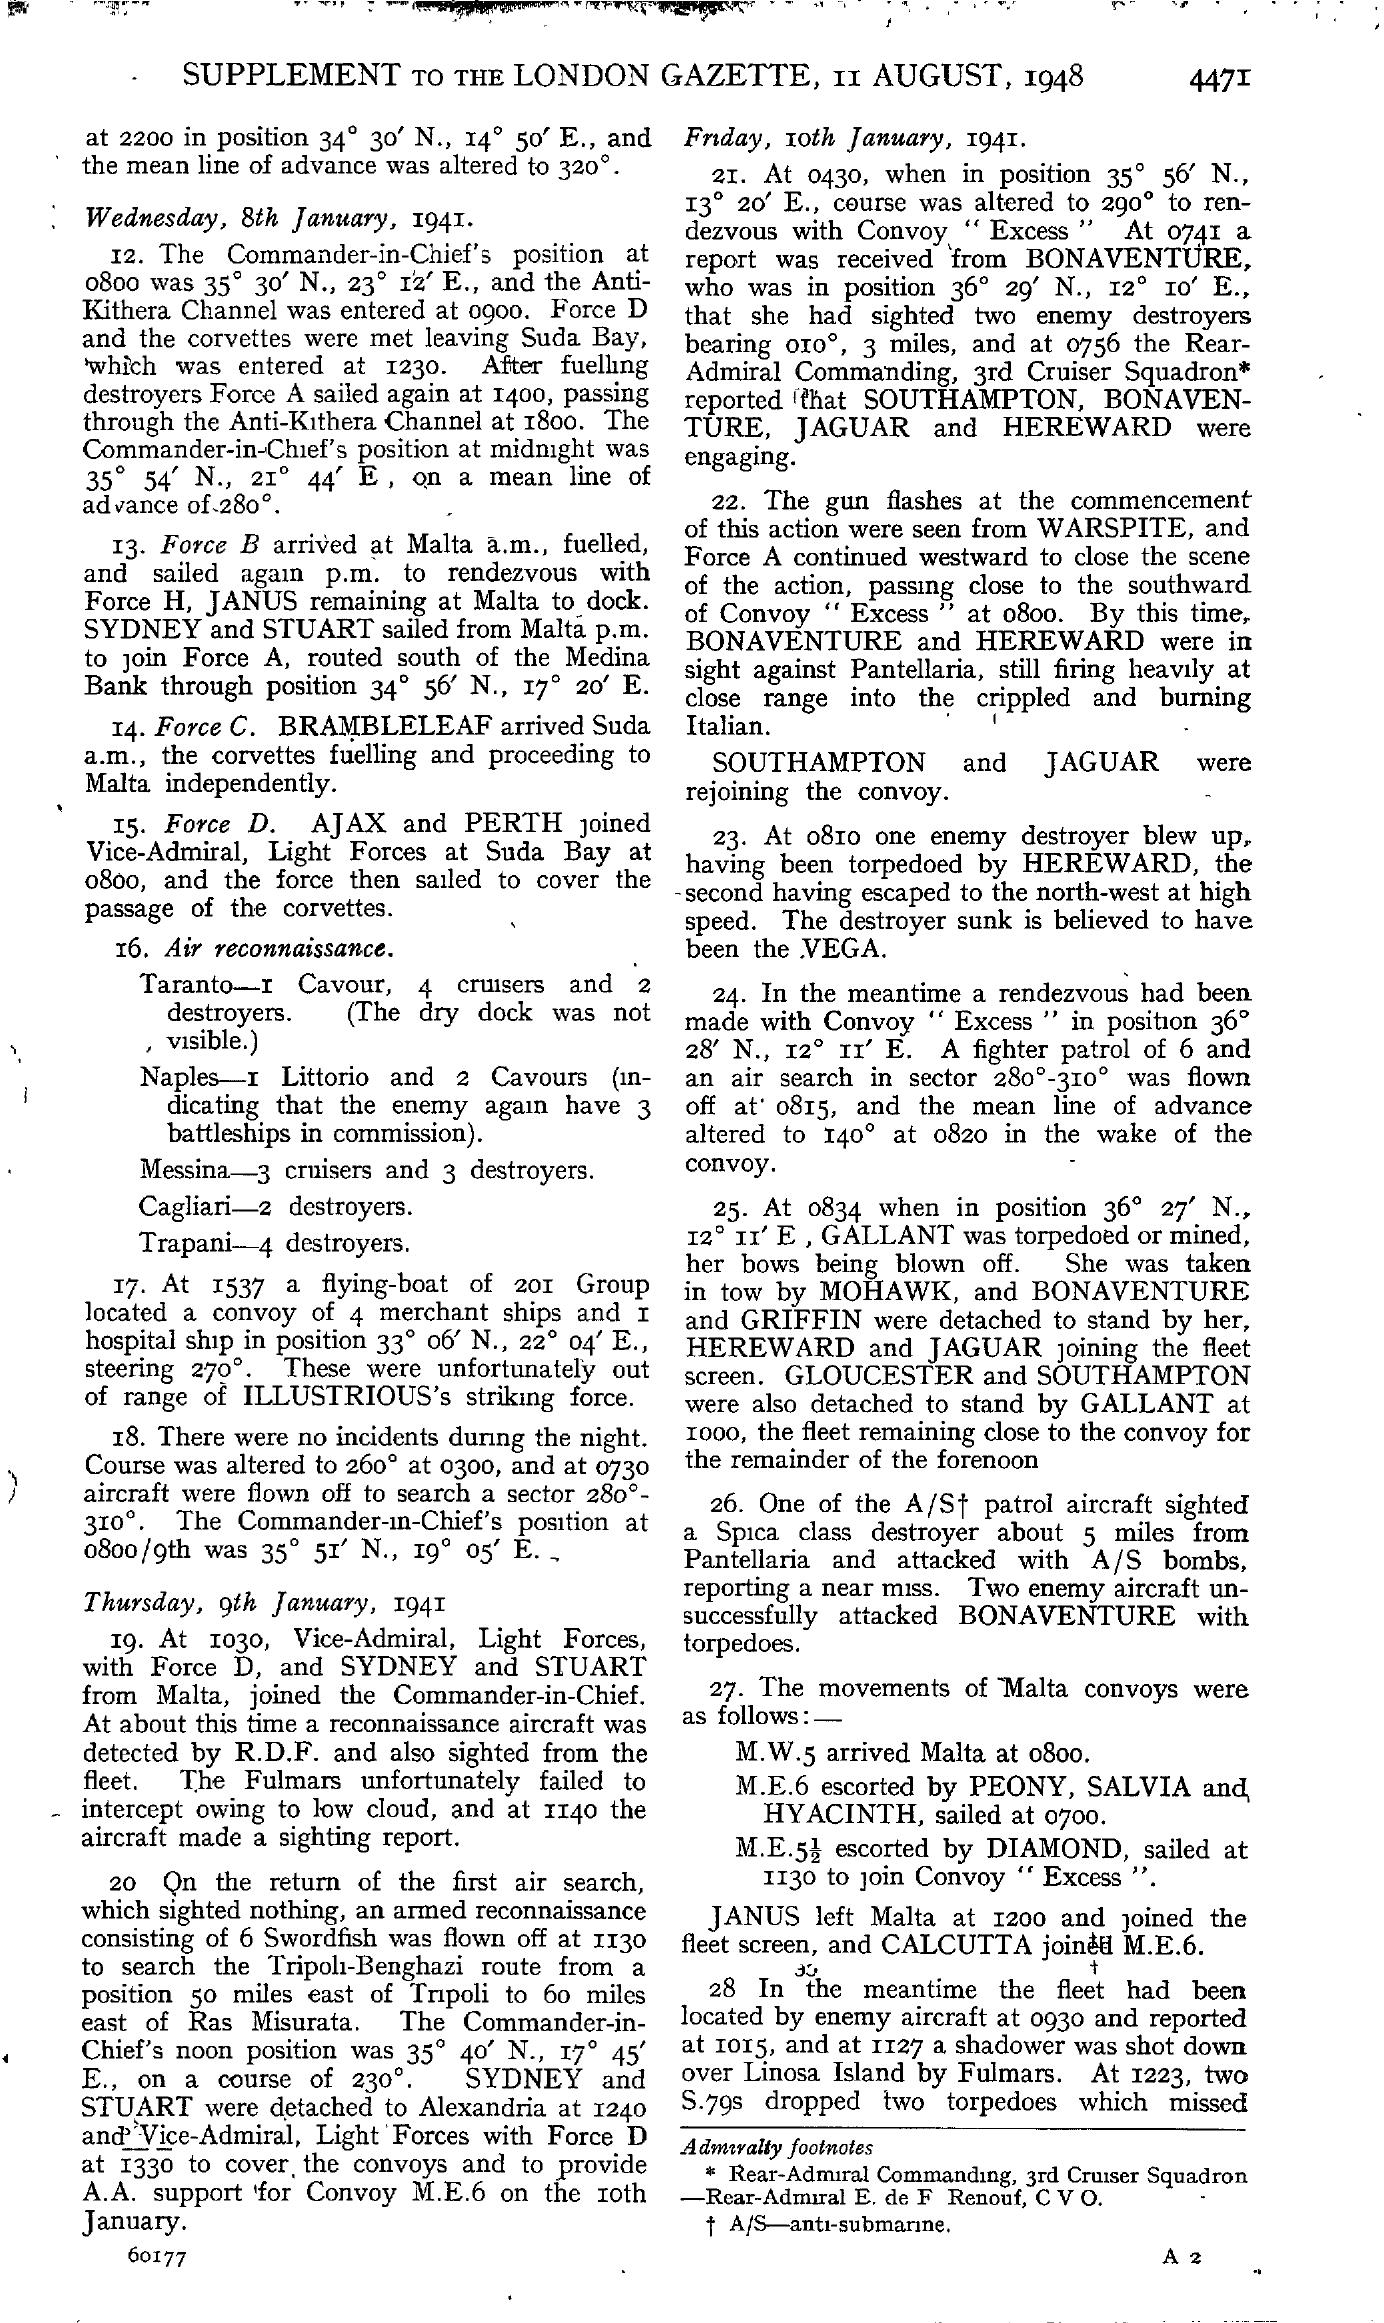 SUPPLEMENT TO THE LONDON GAZETTE, 11 AUGUST, 1948 4471
at 2200 in position 34° 30′ N., 14° 50′ E., and
the mean line of advance was altered to 320°.
Wednesday, 8th January, 1941.
12. The Commander-in-Chief's position at
0800 was 35° 30′ N., 23° 12′ E., and the Anti-
Kithera Channel was entered at 0900. Force D
and the corvettes were met leaving Suda Bay,
which was entered at 1230. After fuelling
destroyers Force A sailed again at 1400, passing
through the Anti-Kithera Channel at 1800. The
Commander-in-Chief's position at midnight was
35° 54′ N., 21° 44′ E , on a mean line of
advance of 280°.
13. Force B arrived at Malta a.m., fuelled,
and sailed again p.m. to rendezvous with
Force H, JANUS remaining at Malta to dock.
SYDNEY and STUART sailed from Malta p.m.
to join Force A, routed south of the Medina
Bank through position 34° 56′ N., 17° 20′ E.
14. Force C. BRAMBLELEAF arrived Suda
a.m., the corvettes fuelling and proceeding to
Malta independently.
15. Force D. AJAX and PERTH joined
Vice-Admiral, Light Forces at Suda Bay at
0800, and the force then sailed to cover the
passage of the corvettes.
16. Air reconnaissance.
Taranto—1 Cavour, 4 cruisers and 2
destroyers. (The dry dock was not
visible.)
Naples—1 Littorio and 2 Cavours (in-
dicating that the enemy again have 3
battleships in commission).
Messina—3 cruisers and 3 destroyers.
Cagliari—2 destroyers.
Trapani—4 destroyers.
17. At 1537 a flying-boat of 201 Group
located a convoy of 4 merchant ships and 1
hospital ship in position 33° 06′ N., 22° 04′ E.,
steering 270°. These were unfortunately out
of range of ILLUSTRIOUS's striking force.
18. There were no incidents during the night.
Course was altered to 260° at 0300, and at 0730
aircraft were flown off to search a sector 280°-
310°. The Commander-in-Chief's position at
0800/9th was 35° 51′ N., 19° 05′ E.
Thursday, 9th January, 1941
19. At 1030, Vice-Admiral, Light Forces,
with Force D, and SYDNEY and STUART
from Malta, joined the Commander-in-Chief.
At about this time a reconnaissance aircraft was
detected by R.D.F. and also sighted from the
fleet. The Fulmars unfortunately failed to
intercept owing to low cloud, and at 1140 the
aircraft made a sighting report.
20 On the return of the first air search,
which sighted nothing, an armed reconnaissance
consisting of 6 Swordfish was flown off at 1130
to search the Tripoli-Benghazi route from a
position 50 miles east of Tripoli to 60 miles
east of Ras Misurata. The Commander-in-
Chief's noon position was 35° 40′ N., 17° 45′
E., on a course of 230°. SYDNEY and
STUART were detached to Alexandria at 1240
and Vice-Admiral, Light Forces with Force D
at 1330 to cover the convoys and to provide
A.A. support for Convoy M.E.6 on the 10th
January.
60177
Friday, 10th January, 1941.
21. At 0430, when in position 35° 56′ N.,
13° 20′ E., course was altered to 290° to ren-
dezvous with Convoy " Excess " At 0741 a
report was received from BONAVENTURE,
who was in position 36° 29′ N., 12° 10′ E.,
that she had sighted two enemy destroyers
bearing 010°, 3 miles, and at 0756 the Rear-
Admiral Commanding, 3rd Cruiser Squadron*
reported that SOUTHAMPTON, BONAVEN-
TURE, JAGUAR and HEREWARD were
engaging.
22. The gun flashes at the commencement
of this action were seen from WARSPITE, and
Force A continued westward to close the scene
of the action, passing close to the southward
of Convoy " Excess " at 0800. By this time,
BONAVENTURE and HEREWARD were in
sight against Pantellaria, still firing heavily at
close range into the crippled and burning
Italian.
SOUTHAMPTON and JAGUAR were
rejoining the convoy.
23. At 0810 one enemy destroyer blew up,
having been torpedoed by HEREWARD, the
second having escaped to the north-west at high
speed. The destroyer sunk is believed to have
been the VEGA.
24. In the meantime a rendezvous had been
made with Convoy " Excess " in position 36°
28′ N., 12° 11′ E. A fighter patrol of 6 and
an air search in sector 280°-310° was flown
off at 0815, and the mean line of advance
altered to 140° at 0820 in the wake of the
convoy.
25. At 0834 when in position 36° 27′ N.,
12° 11′ E , GALLANT was torpedoed or mined,
her bows being blown off. She was taken
in tow by MOHAWK, and BONAVENTURE
and GRIFFIN were detached to stand by her,
HEREWARD and JAGUAR joining the fleet
screen. GLOUCESTER and SOUTHAMPTON
were also detached to stand by GALLANT at
1000, the fleet remaining close to the convoy for
the remainder of the forenoon
26. One of the A/S† patrol aircraft sighted
a Spica class destroyer about 5 miles from
Pantellaria and attacked with A/S bombs,
reporting a near miss. Two enemy aircraft un-
successfully attacked BONAVENTURE with
torpedoes.
27. The movements of Malta convoys were
as follows:—
M.W.5 arrived Malta at 0800.
M.E.6 escorted by PEONY, SALVIA and
HYACINTH, sailed at 0700.
M.E.5½ escorted by DIAMOND, sailed at
1130 to join Convoy " Excess ".
JANUS left Malta at 1200 and joined the
fleet screen, and CALCUTTA joined M.E.6.
28 In the meantime the fleet had been
located by enemy aircraft at 0930 and reported
at 1015, and at 1127 a shadower was shot down
over Linosa Island by Fulmars. At 1223, two
S.79s dropped two torpedoes which missed
Admiralty footnotes
* Rear-Admiral Commanding, 3rd Cruiser Squadron
—Rear-Admiral E. de F Renouf, C V O.
† A/S—anti-submarine.
A 2